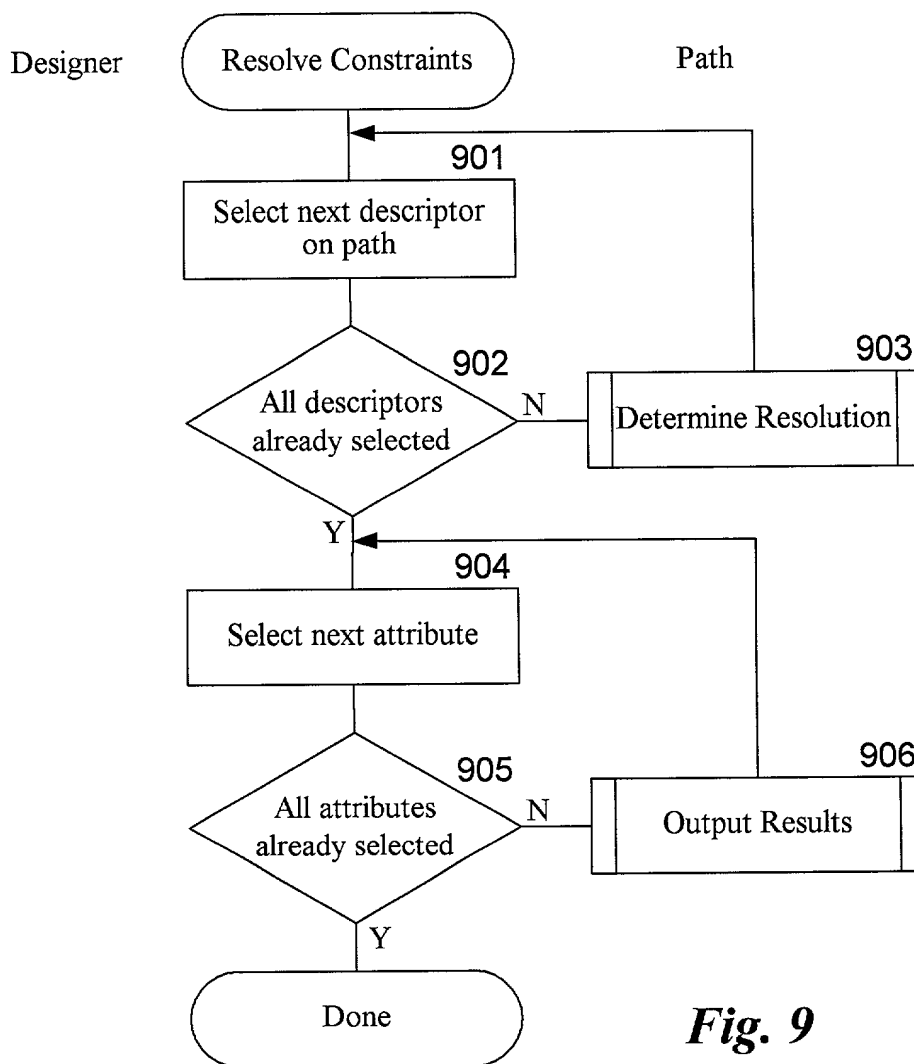 Designer
Resolve Constraints
Path
901
Select next descriptor
on path
902
All descriptors
already selected
N
903
Determine Resolution
Y
904
Select next attribute
905
All attributes
already selected
N
906
Output Results
Y
Done
Fig. 9